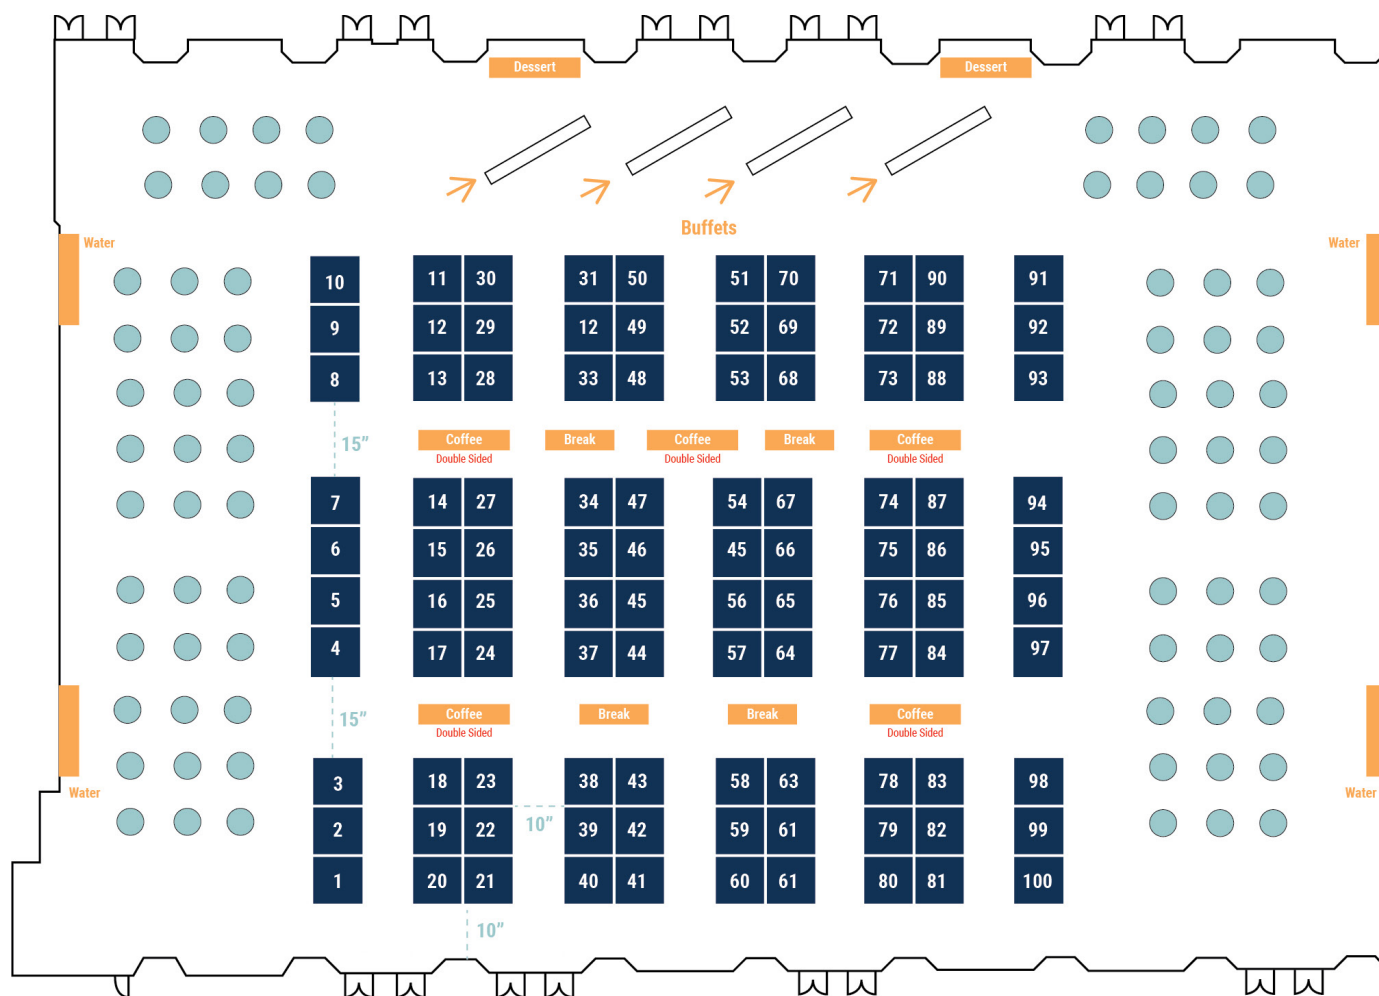 Dessert Dessert
Water Water
Buffets
10 11 30 31 50 51 70 71 90 91
9 12 29 12 49 52 69 72 89 92
8 13 28 33 48 53 68 73 88 93
15”
Coffee Break Coffee Break Coffee
Double Sided Double Sided Double Sided
7 14 27 34 47 54 67 74 87 94
6 15 26 35 46 45 66 75 86 95
5 16 25 36 45 56 65 76 85 96
4 17 24 37 44 57 64 77 84 97
15”
Coffee Break Break Coffee
Double Sided Double Sided
Water Water
3 18 23 38 43 58 63 78 83 98
2 19 22 39 42 59 61 79 82 99
10”
1 20 21 40 41 60 61 80 81 100
10”